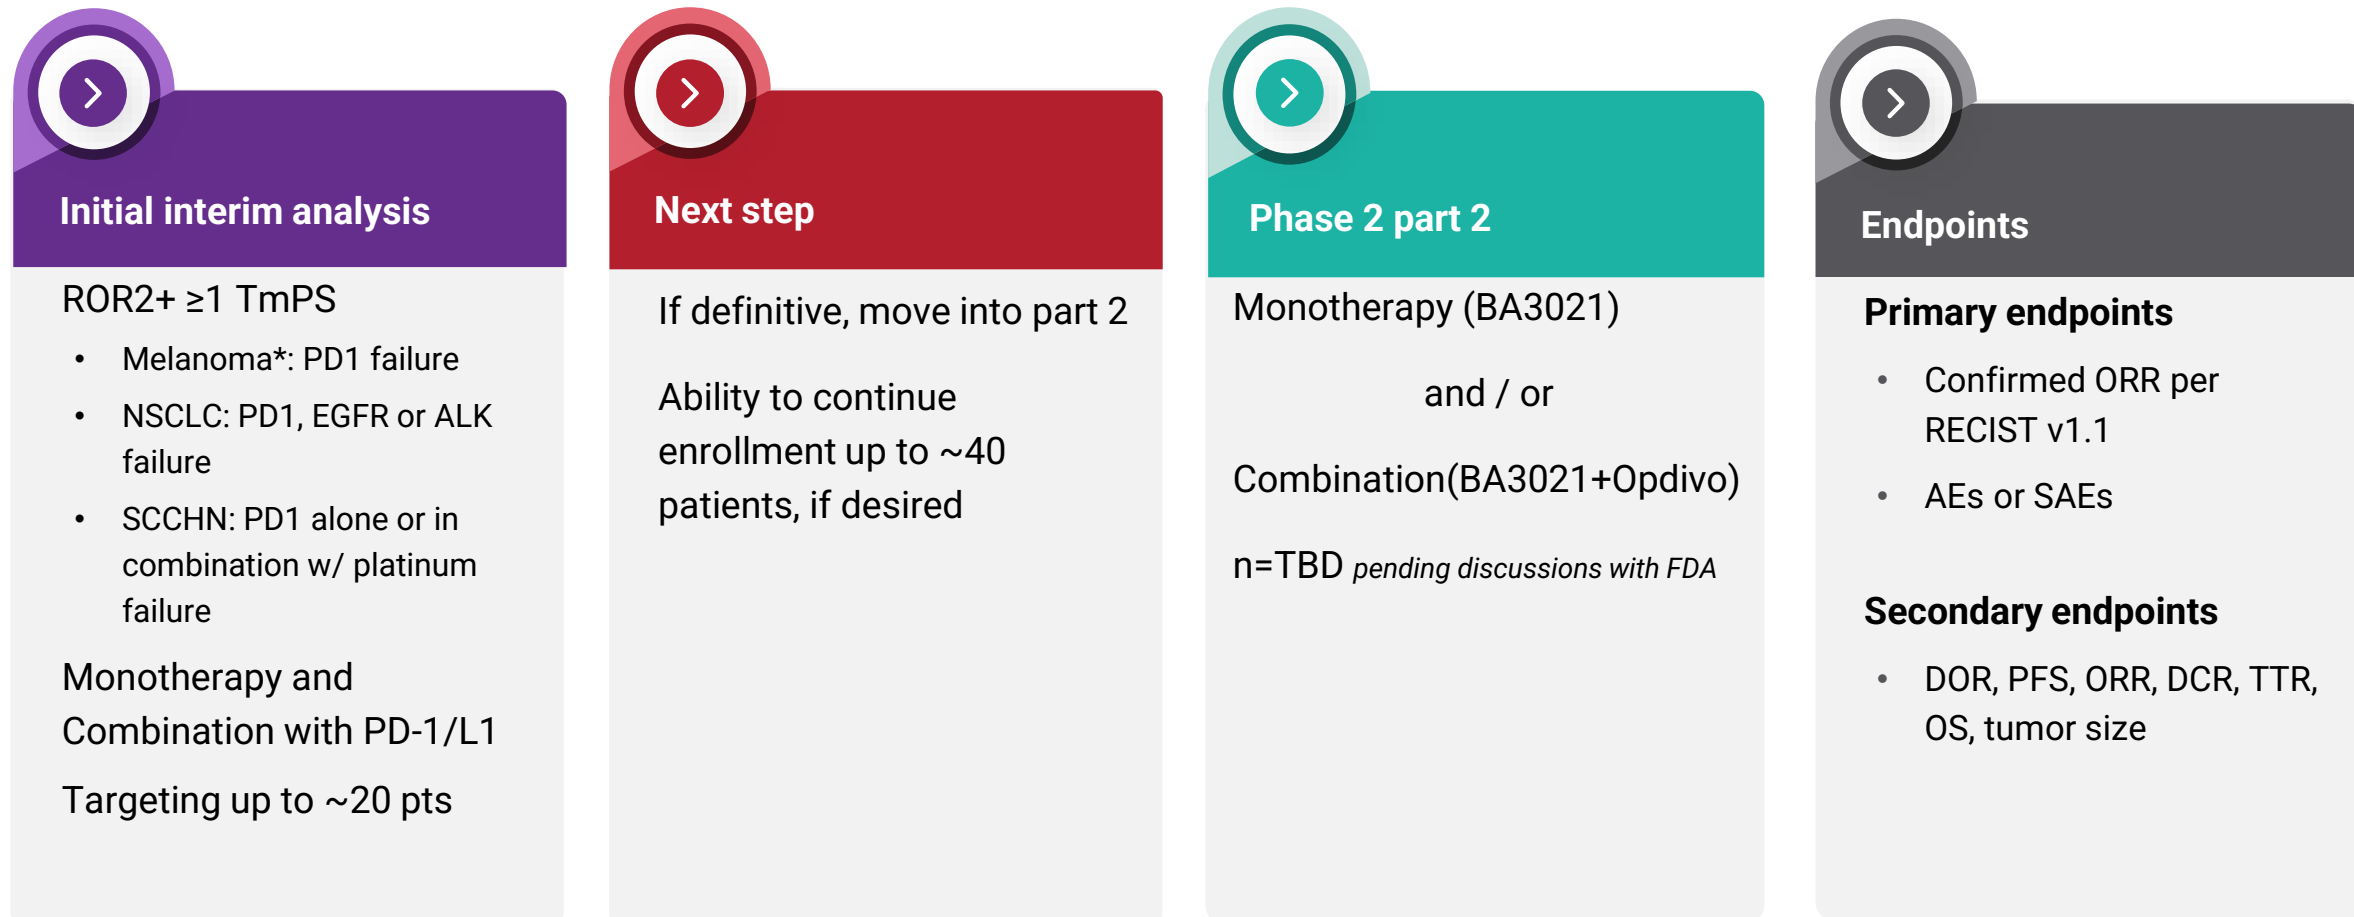 Initial interim analysis
ROR2+ ≥1 TmPS
• Melanoma*: PD1 failure
• NSCLC: PD1, EGFR or ALK
failure
• SCCHN: PD1 alone or in
combination w/ platinum
failure
Monotherapy and
Combination with PD-1/L1
Targeting up to ~20 pts
Next step
If definitive, move into part 2
Ability to continue
enrollment up to ~40
patients, if desired
Phase 2 part 2
Monotherapy (BA3021)
and / or
Combination(BA3021+Opdivo)
n=TBD pending discussions with FDA
Endpoints
Primary endpoints
• Confirmed ORR per
RECIST v1.1
• AEs or SAEs
Secondary endpoints
• DOR, PFS, ORR, DCR, TTR,
OS, tumor size